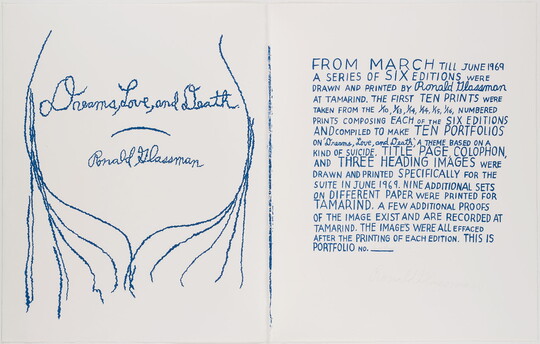 Dreams, Love, and Death.
Ronald Glassman
FROM MARCH TILL JUNE 1969
A SERIES OF SIX EDITIONS WERE
DRAWN AND PRINTED BY Ronald Glassman
AT TAMARIND. THE FIRST TEN PRINTS WERE
TAKEN FROM THE
PRINTS COMPOSING EACH OF THE SIX EDITIONS
AND COMPILED TO MAKE TEN PORTFOLIOS
ON "Dreams, Love, and Death," A THEME BASED ON A
KIND OF SUICIDE. TITLE PAGE COLOPHON,
AND THREE HEADING IMAGES WERE
DRAWN AND PRINTED SPECIFICALLY FOR THE
SUITE IN JUNE 1969. NINE ADDITIONAL SETS
ON DIFFERENT PAPER WERE PRINTED FOR
TAMARIND. A FEW ADDITIONAL PROOFS
OF THE IMAGE EXIST AND ARE RECORDED AT
TAMARIND. THE IMAGES WERE ALL EFFACED
AFTER THE PRINTING OF EACH EDITION. THIS IS
PORTFOLIO NO.